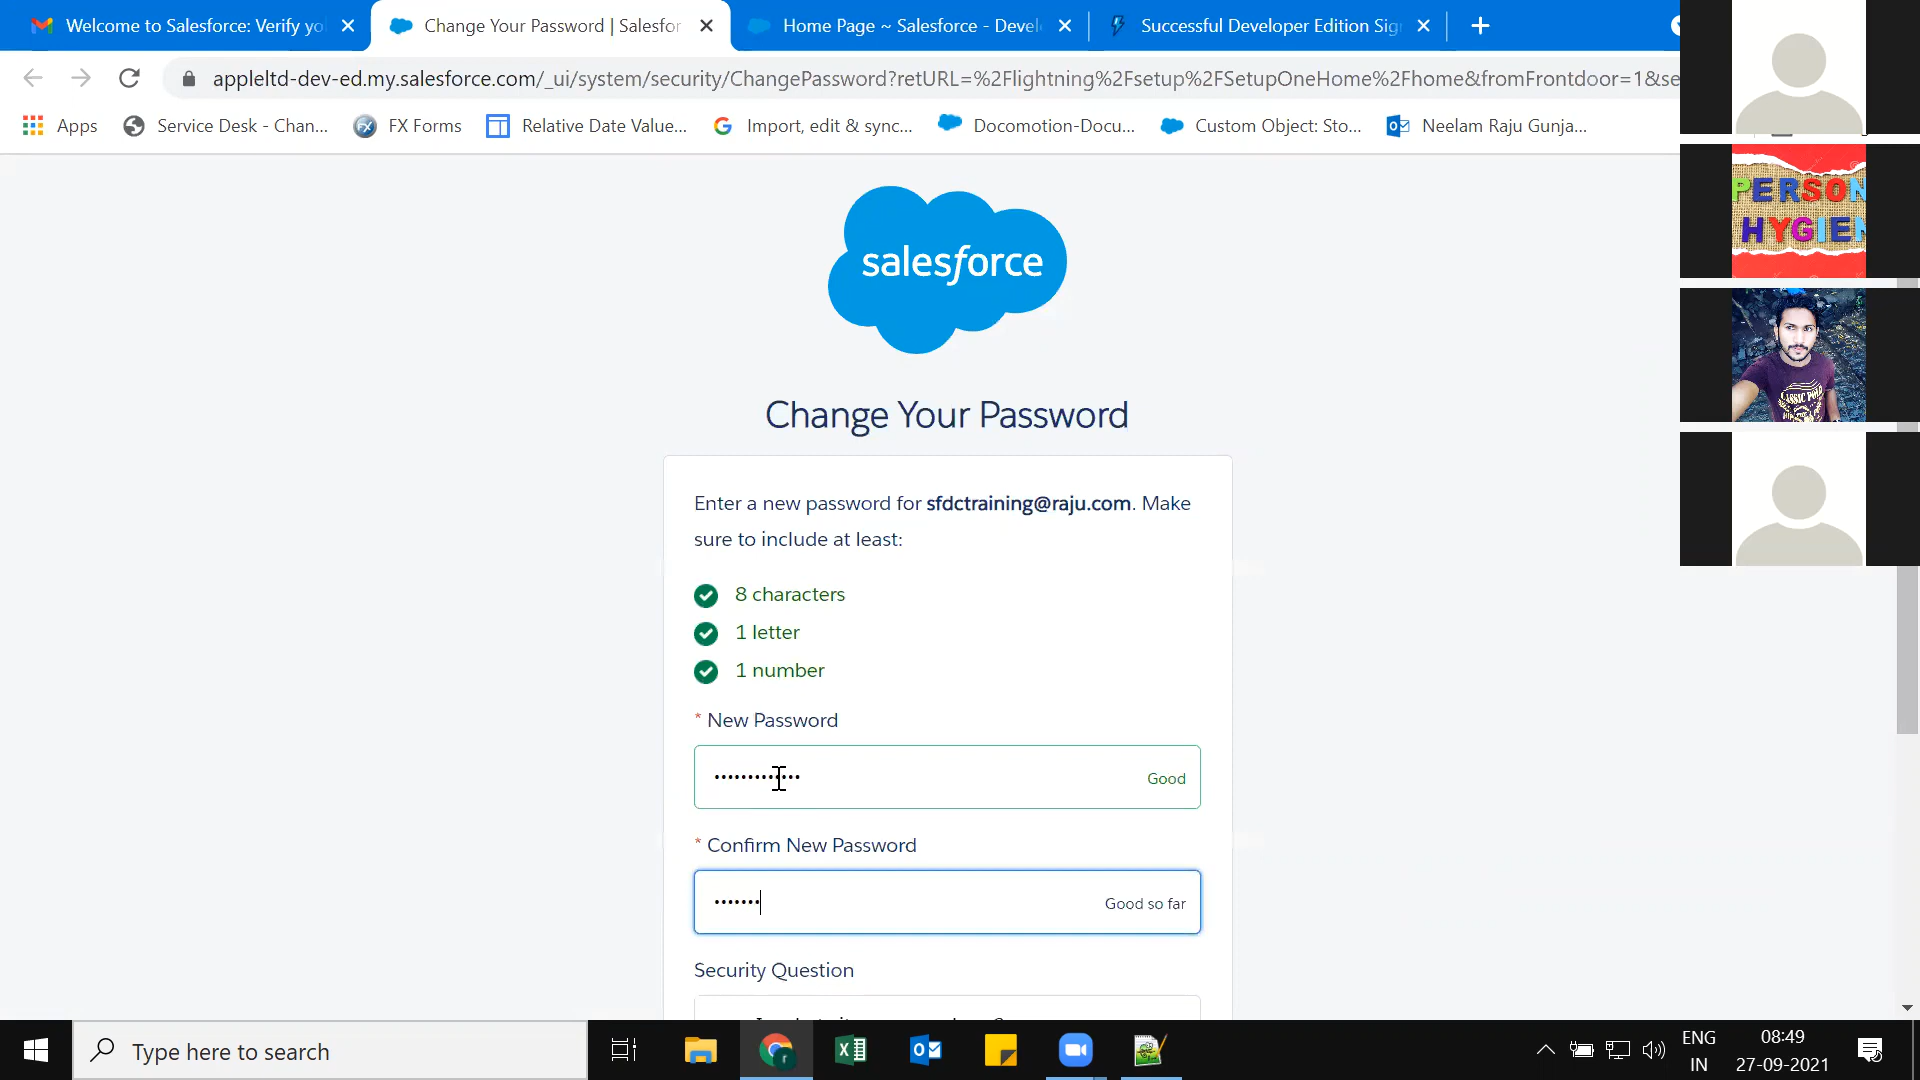 Welcome to Salesforce: Verify yo
Change Your Password | Salesfor
Home Page ~ Salesforce - Devel
Successful Developer Edition Sig
appleltd-dev-ed.my.salesforce.com/_ui/system/security/ChangePassword?retURL=%2Flightning%2Fsetup%2FSetupOneHome%2Fhome&fromFrontdoor=1&se
Apps
Service Desk - Chan...
FX Forms
Relative Date Value...
Import, edit & sync...
Docomotion-Docu...
Custom Object: Sto...
Neelam Raju Gunja...
PERSON
HYGIE
CLASSIC POLO
salesforce
Change Your Password
Enter a new password for sfdctraining@raju.com. Make
sure to include at least:
8 characters
1 letter
1 number
* New Password
Good
* Confirm New Password
Good so far
Security Question
Type here to search
ENG
IN
08:49
27-09-2021